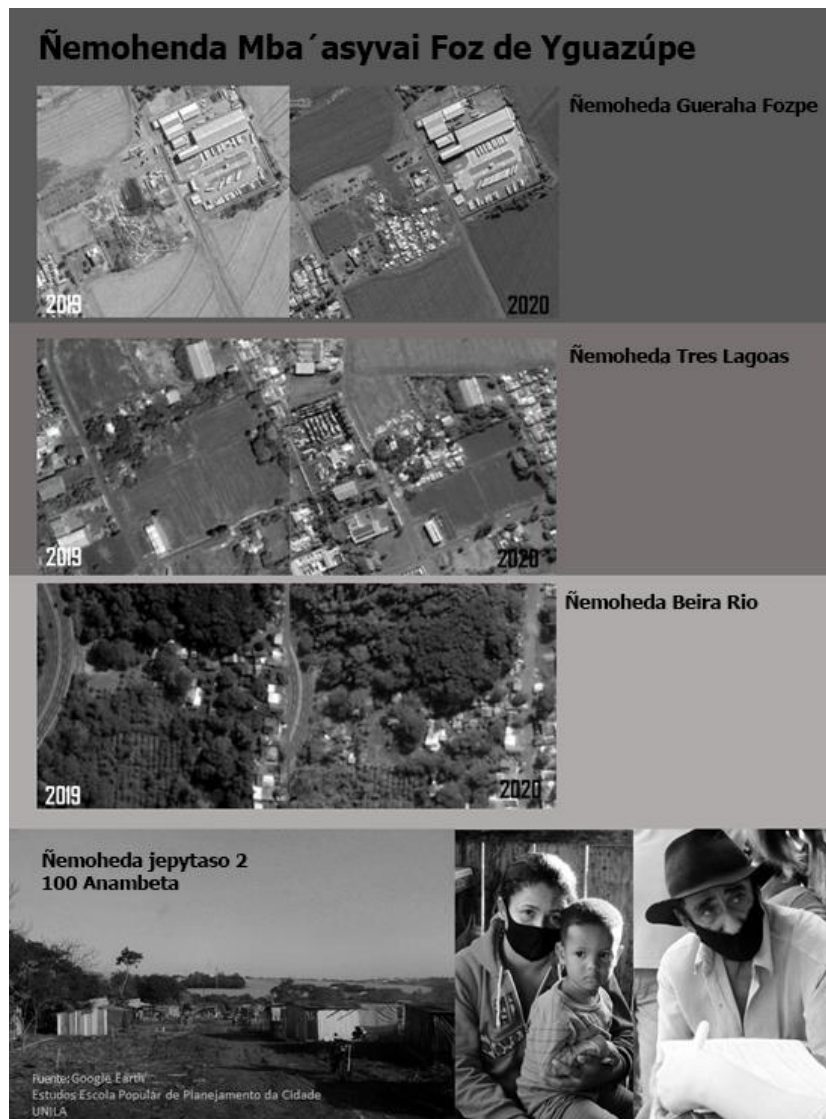 Ñemohenda Mba´asyvai Foz de Yguazúpe
Ñemoheda Gueraha Fozpe
2019
2020
Ñemoheda Tres Lagoas
2019
2020
Ñemoheda Beira Rio
2019
2020
Ñemoheda jepytaso 2
100 Anambeta
Fuente: Google Earth
Estudos Escola Popular de Planejamento da Cidade
UNILA